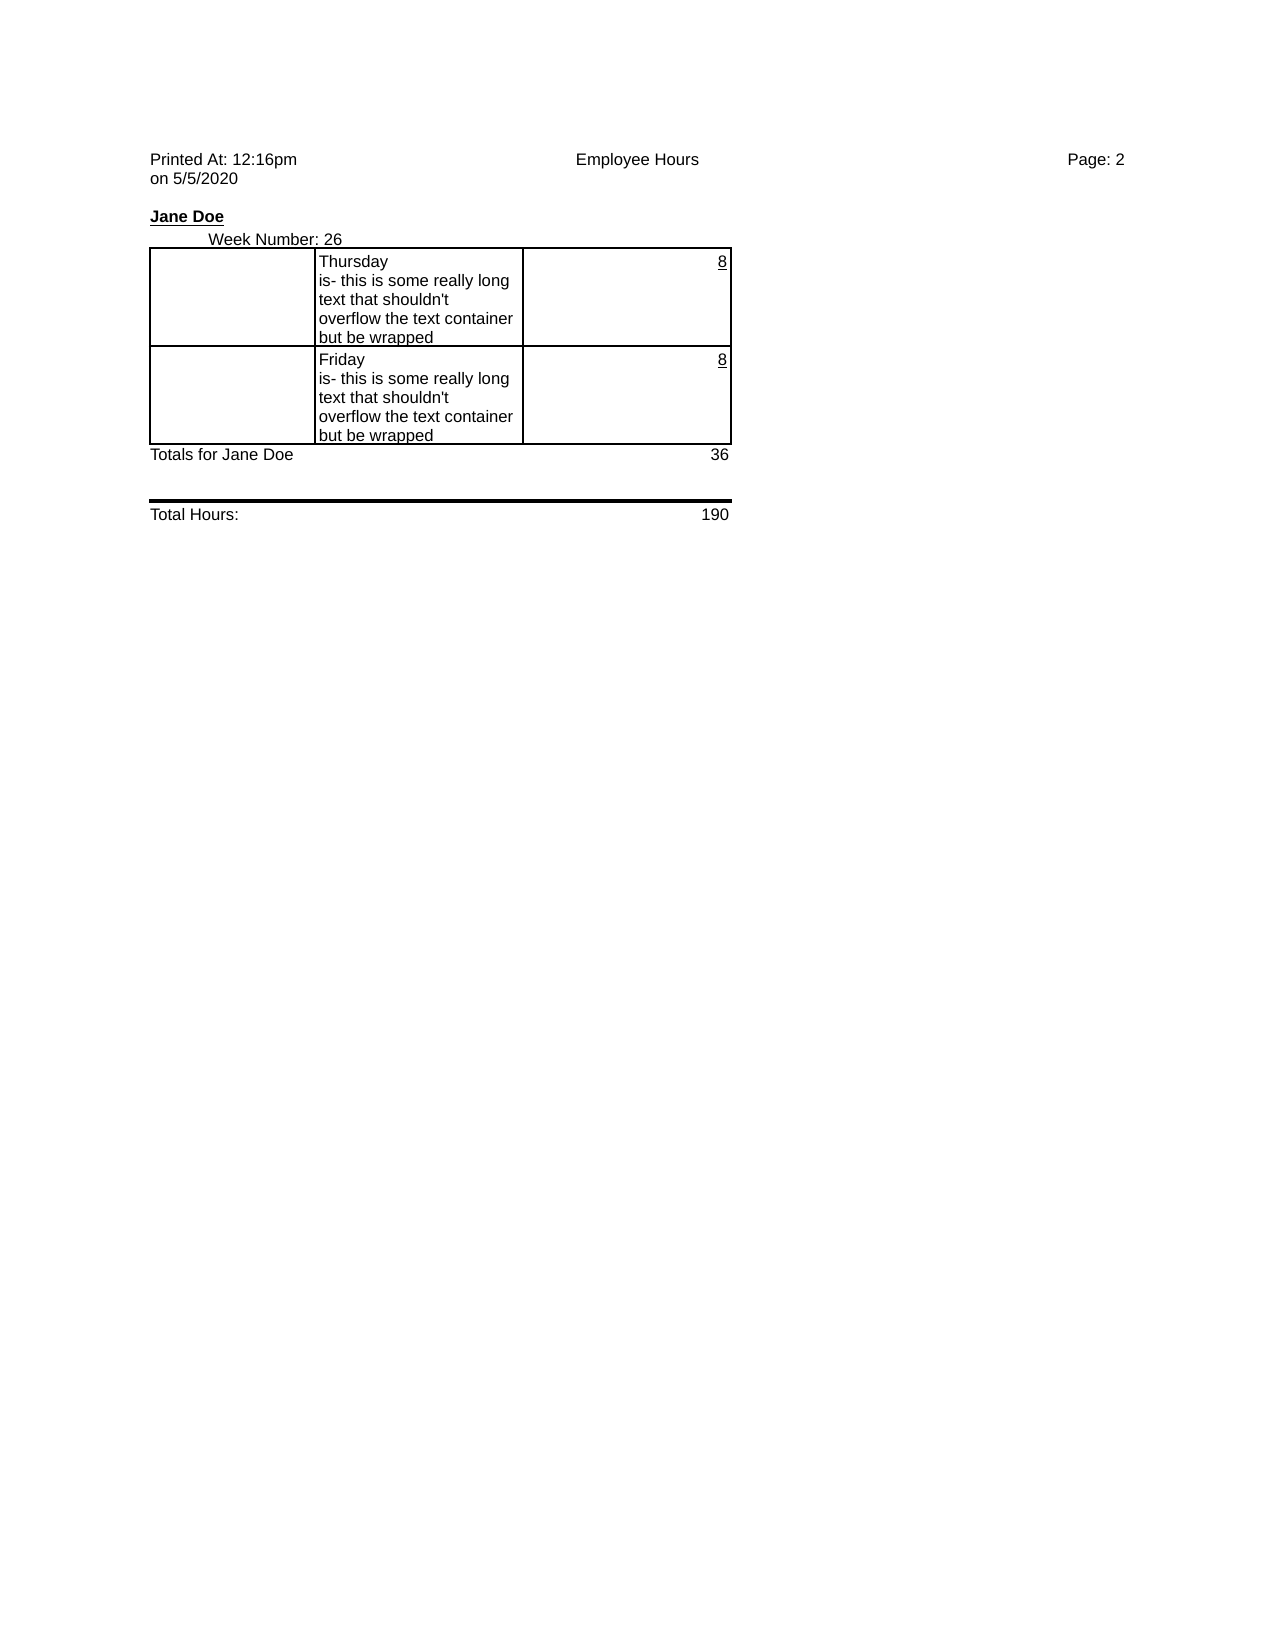 Printed At: 12:16pm Employee Hours Page: 2
on 5/5/2020
Jane Doe
Week Number: 26
Thursday 8
is- this is some really long
text that shouldn't
overflow the text container
but be wrapped
Friday 8
is- this is some really long
text that shouldn't
overflow the text container
but be wrapped
Totals for Jane Doe 36
Total Hours: 190